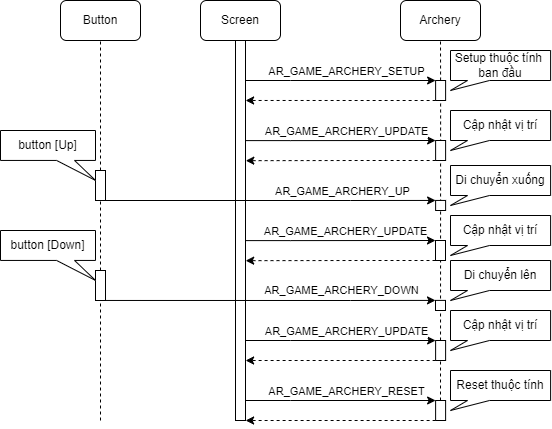 Button
Screen
Archery
AR_GAME_ARCHERY_SETUP
Setup thuộc tính
ban đầu
AR_GAME_ARCHERY_UPDATE
Cập nhật vị trí
button [Up]
AR_GAME_ARCHERY_UP
Di chuyển xuống
AR_GAME_ARCHERY_UPDATE
Cập nhật vị trí
button [Down]
AR_GAME_ARCHERY_DOWN
Di chuyển lên
AR_GAME_ARCHERY_UPDATE
Cập nhật vị trí
AR_GAME_ARCHERY_RESET
Reset thuộc tính